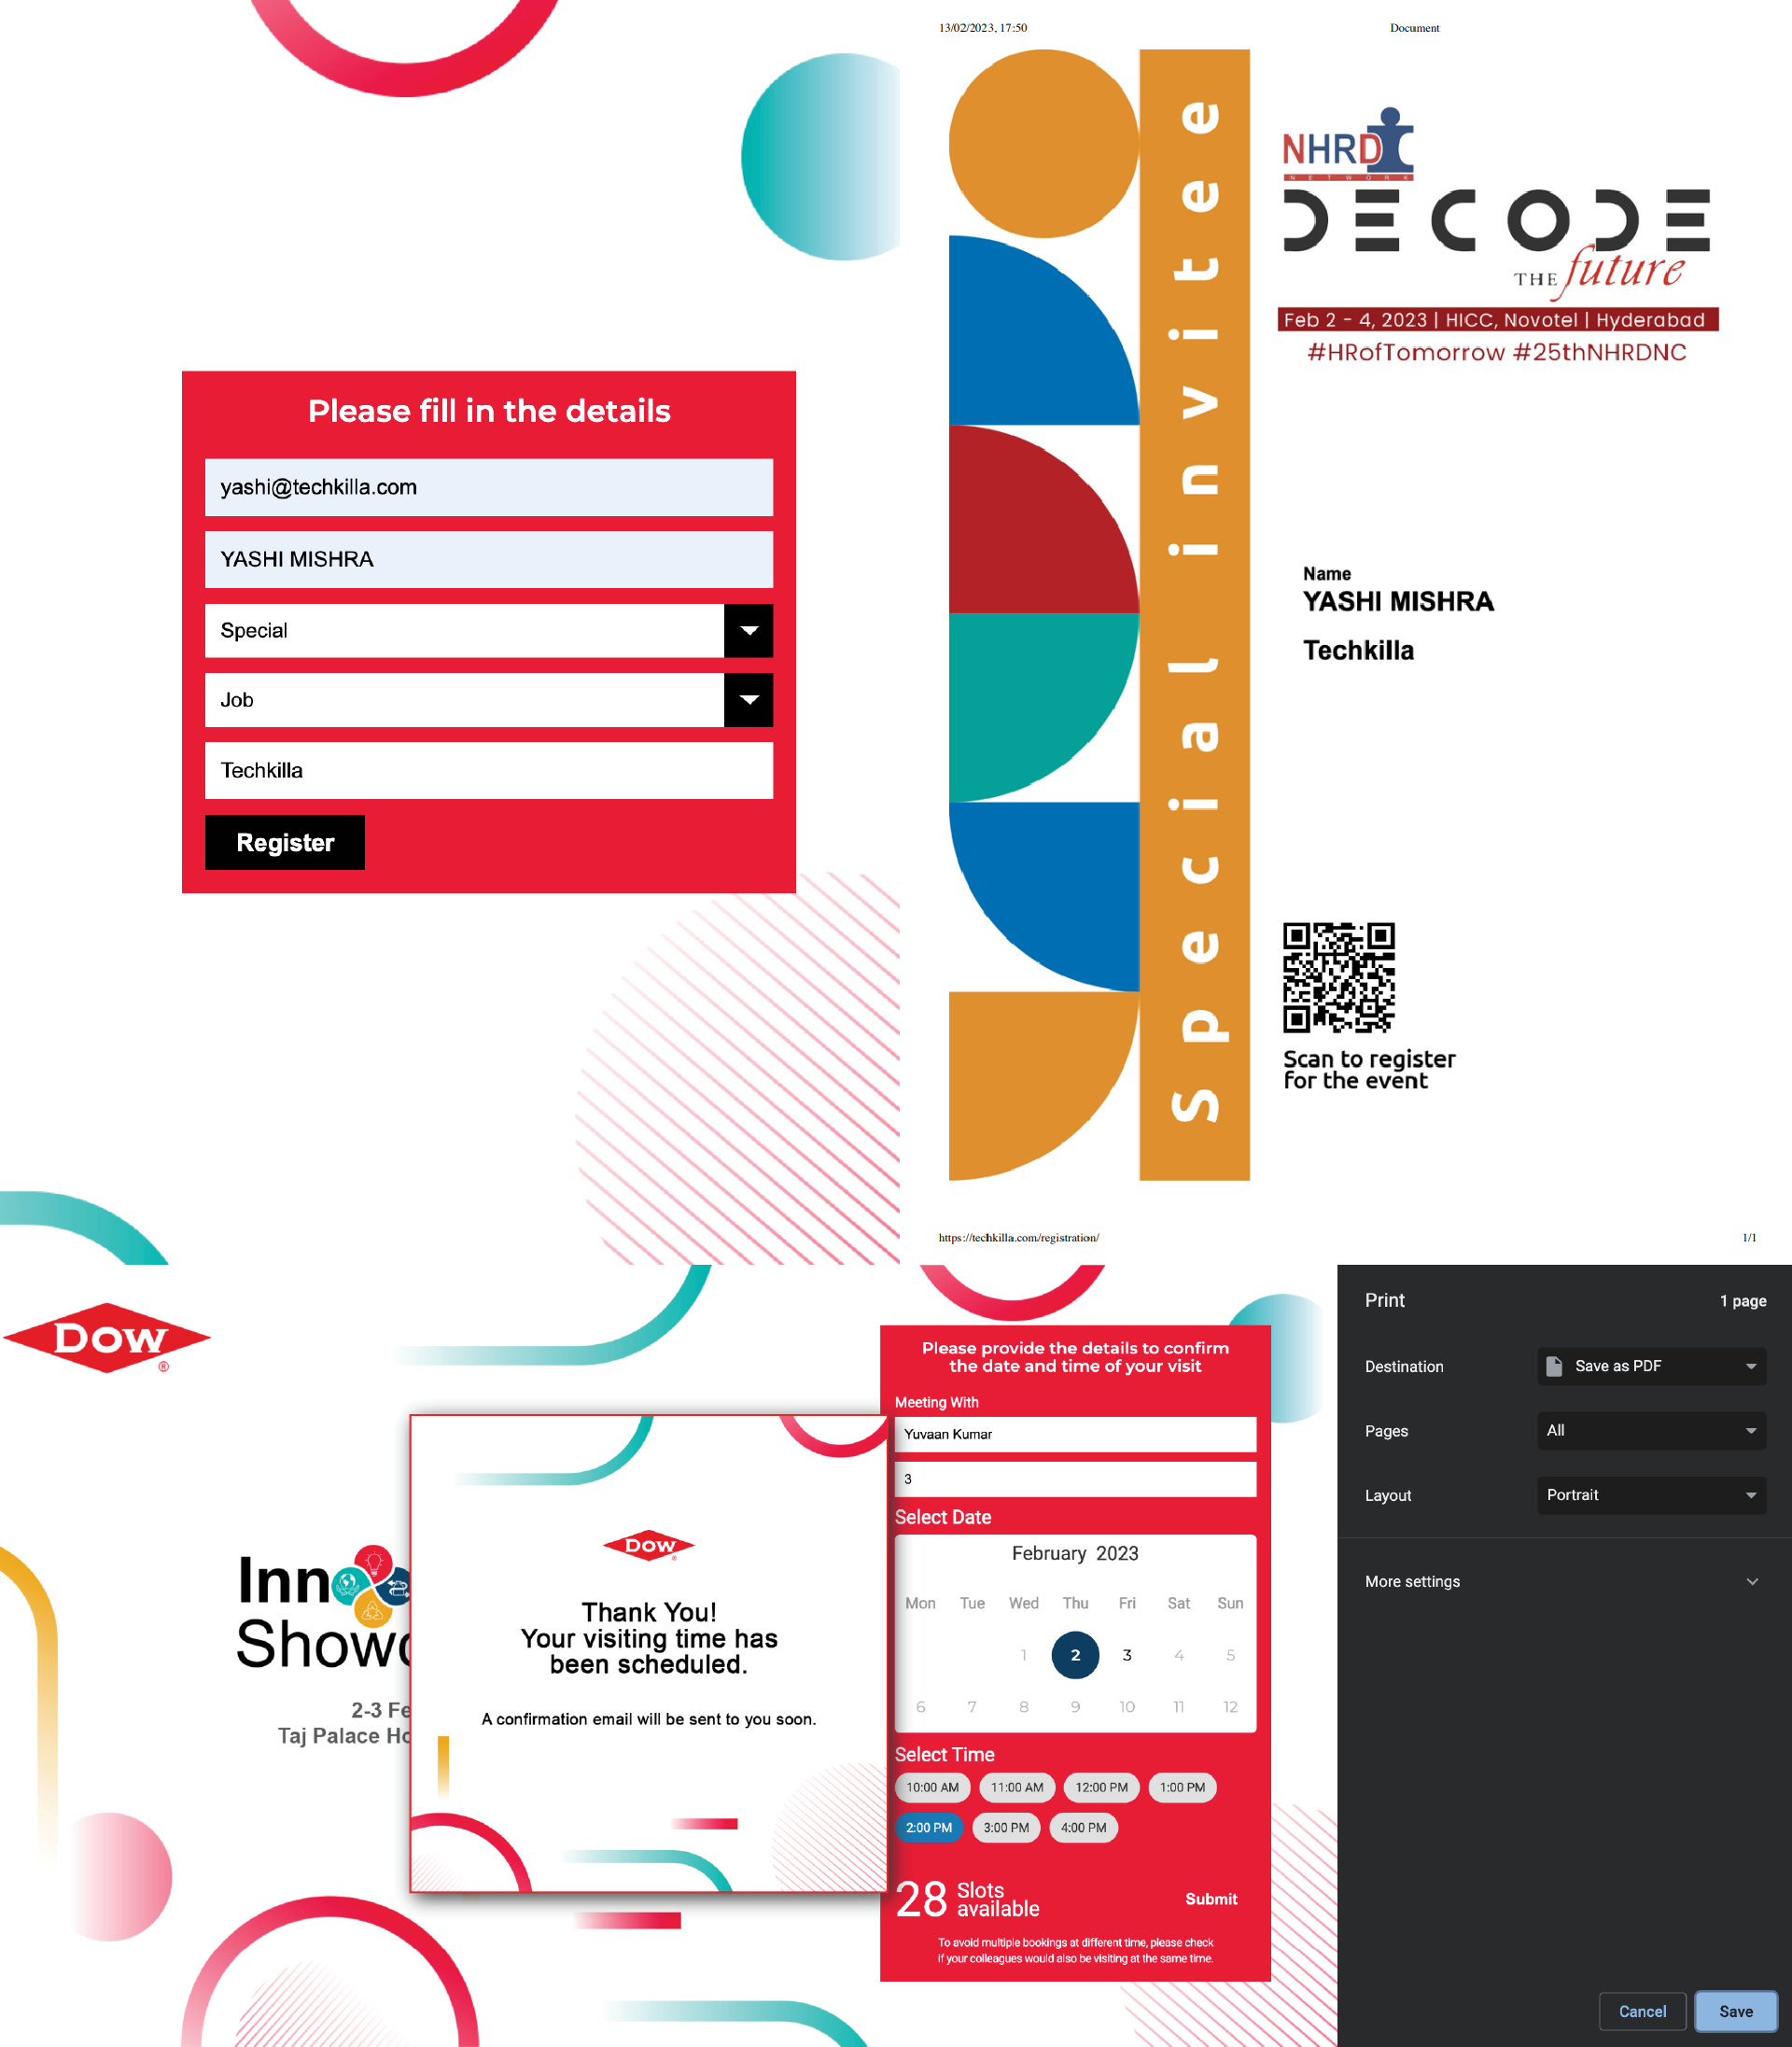 Please fill in the details
yashi@techkilla.com
YASHI MISHRA
Special
Job
Techkilla
Register
13/02/2023, 17:50
Document
Special invitee
NHRD
NETWORK
DECODE
THE future
Feb 2 - 4, 2023 | HICC, Novotel | Hyderabad
#HRofTomorrow #25thNHRDNC
Name
YASHI MISHRA
Techkilla
Scan to register
for the event
https://techkilla.com/registration/
1/1
DOW
®
Inn
Show
2-3 Fe
Taj Palace Ho
DOW
®
Thank You!
Your visiting time has
been scheduled.
A confirmation email will be sent to you soon.
Please provide the details to confirm
the date and time of your visit
Meeting With
Yuvaan Kumar
3
Select Date
February 2023
Mon Tue Wed Thu Fri Sat Sun
1 2 3 4 5
6 7 8 9 10 11 12
Select Time
10:00 AM 11:00 AM 12:00 PM 1:00 PM
2:00 PM 3:00 PM 4:00 PM
28 Slots
available
Submit
To avoid multiple bookings at different time, please check
if your colleagues would also be visiting at the same time.
Print
1 page
Destination
Save as PDF
Pages
All
Layout
Portrait
More settings
Cancel
Save